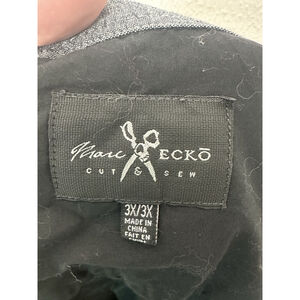 Marc ECKŌ
CUT & SEW
3X/3X
MADE IN
CHINA
FAIT EN